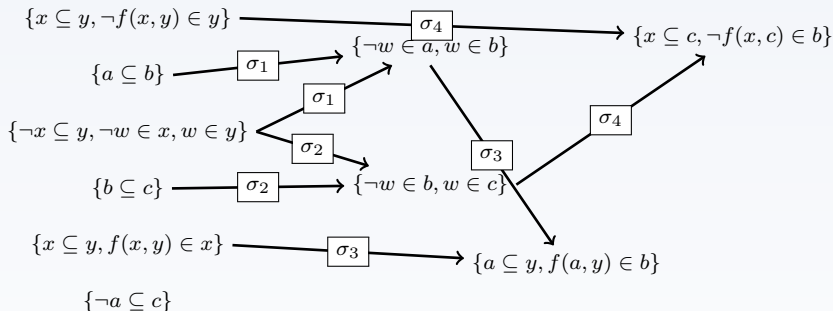 {x ⊆ y, ¬f(x, y) ∈ y}
σ₄
{x ⊆ c, ¬f(x, c) ∈ b}
{¬w ∈ a, w ∈ b}
{a ⊆ b}
σ₁
σ₁
σ₄
{¬x ⊆ y, ¬w ∈ x, w ∈ y}
σ₂
σ₃
{b ⊆ c}
σ₂
{¬w ∈ b, w ∈ c}
{x ⊆ y, f(x, y) ∈ x}
σ₃
{a ⊆ y, f(a, y) ∈ b}
{¬a ⊆ c}